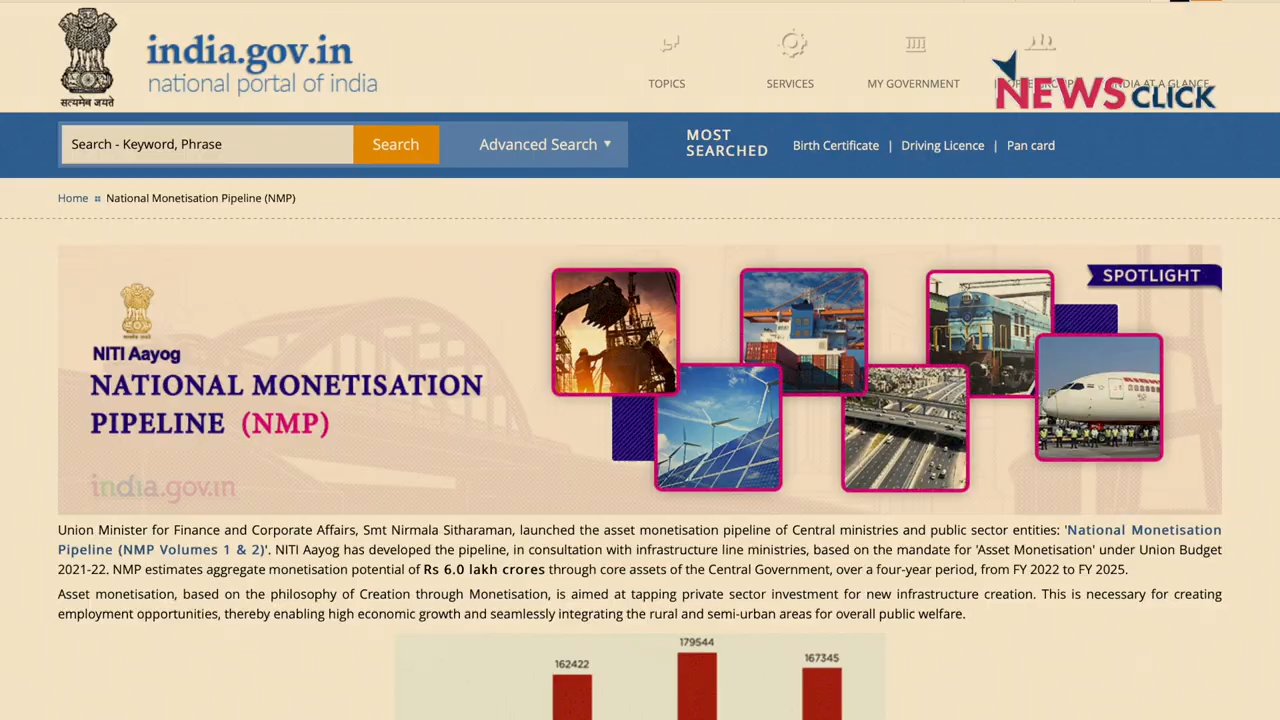 सत्यमेव जयते
india.gov.in
national portal of india
TOPICS
SERVICES
MY GOVERNMENT
INDIA AT A GLANCE
NEWSCLICK
Search - Keyword, Phrase
Search
Advanced Search
MOST SEARCHED
Birth Certificate | Driving Licence | Pan card
Home
National Monetisation Pipeline (NMP)
SPOTLIGHT
NITI Aayog
NATIONAL MONETISATION
PIPELINE (NMP)
india.gov.in
Union Minister for Finance and Corporate Affairs, Smt Nirmala Sitharaman, launched the asset monetisation pipeline of Central ministries and public sector entities: 'National Monetisation
Pipeline (NMP Volumes 1 & 2)'. NITI Aayog has developed the pipeline, in consultation with infrastructure line ministries, based on the mandate for 'Asset Monetisation' under Union Budget
2021-22. NMP estimates aggregate monetisation potential of Rs 6.0 lakh crores through core assets of the Central Government, over a four-year period, from FY 2022 to FY 2025.
Asset monetisation, based on the philosophy of Creation through Monetisation, is aimed at tapping private sector investment for new infrastructure creation. This is necessary for creating
employment opportunities, thereby enabling high economic growth and seamlessly integrating the rural and semi-urban areas for overall public welfare.
162422
179544
167345